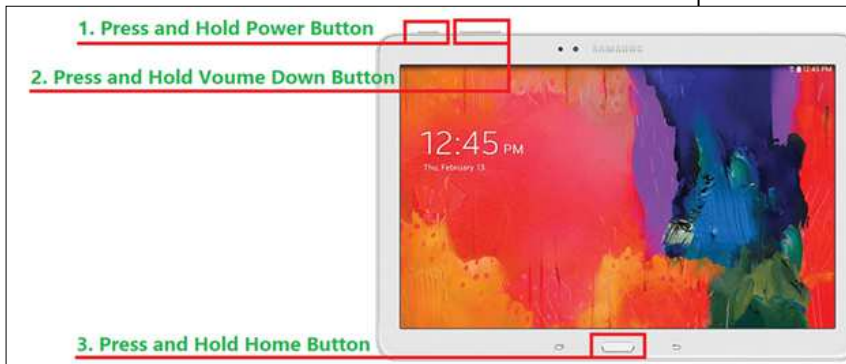 1. Press and Hold Power Button
SAMSUNG
2. Press and Hold Voume Down Button
12:45 PM
12:45 PM
Thu, February 13
3. Press and Hold Home Button